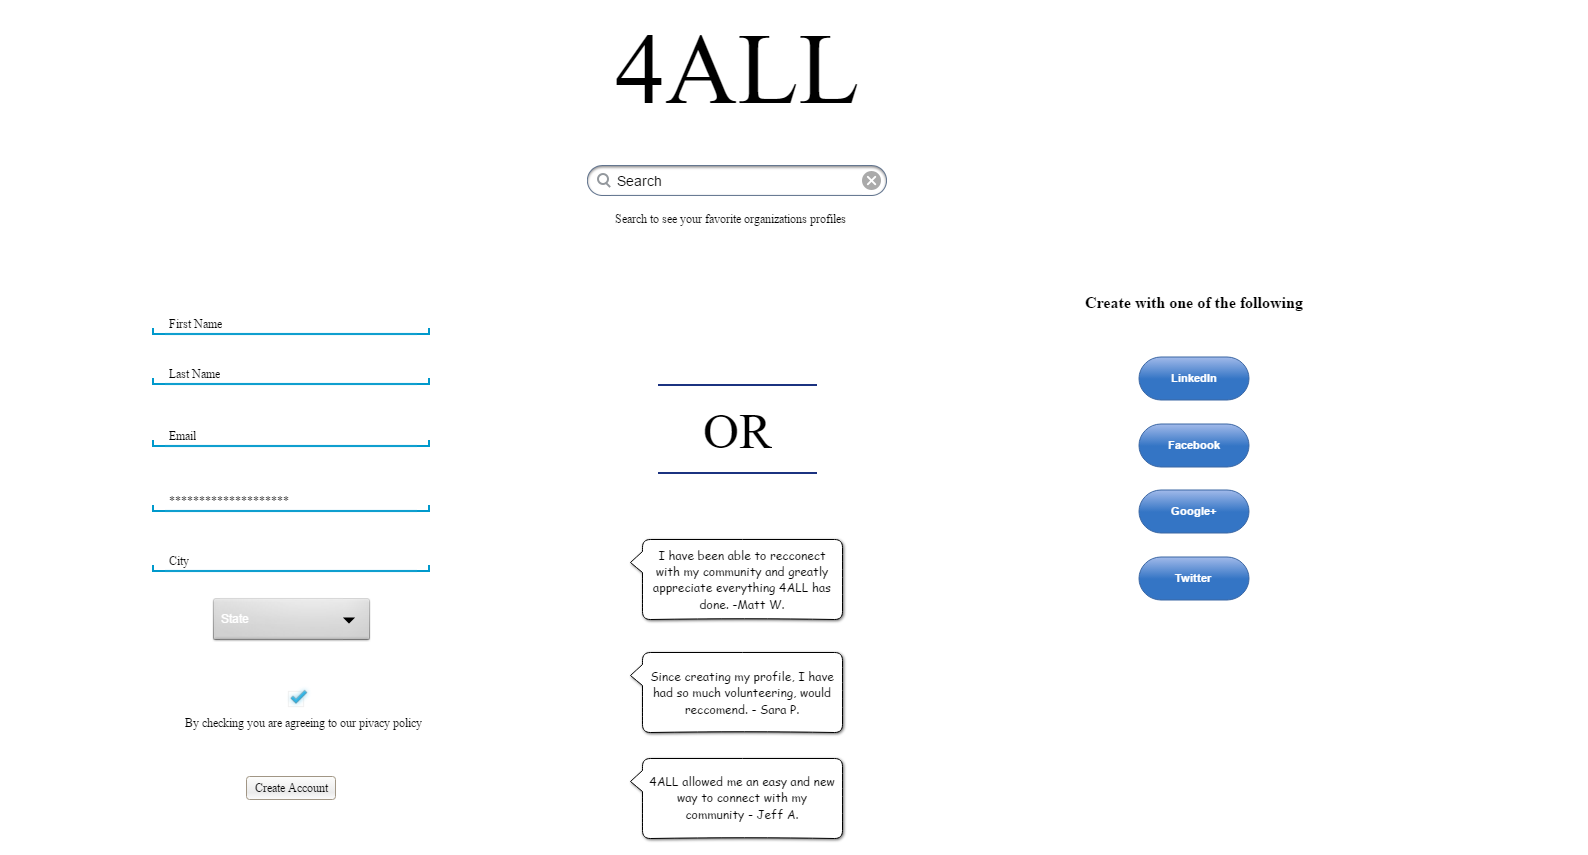 4ALL
Search
Search to see your favorite organizations profiles
First Name
Last Name
Email
********************
City
State
By checking you are agreeing to our pivacy policy
Create Account
OR
I have been able to recconect
with my community and greatly
appreciate everything 4ALL has
done. -Matt W.
Since creating my profile, I have
had so much volunteering, would
reccomend. - Sara P.
4ALL allowed me an easy and new
way to connect with my
community - Jeff A.
Create with one of the following
LinkedIn
Facebook
Google+
Twitter